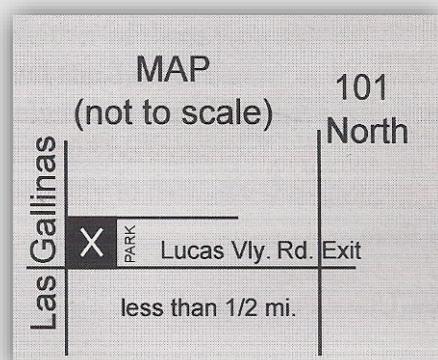 MAP
(not to scale)
101
North
Las Gallinas
X
PARK
Lucas Vly. Rd. Exit
less than 1/2 mi.